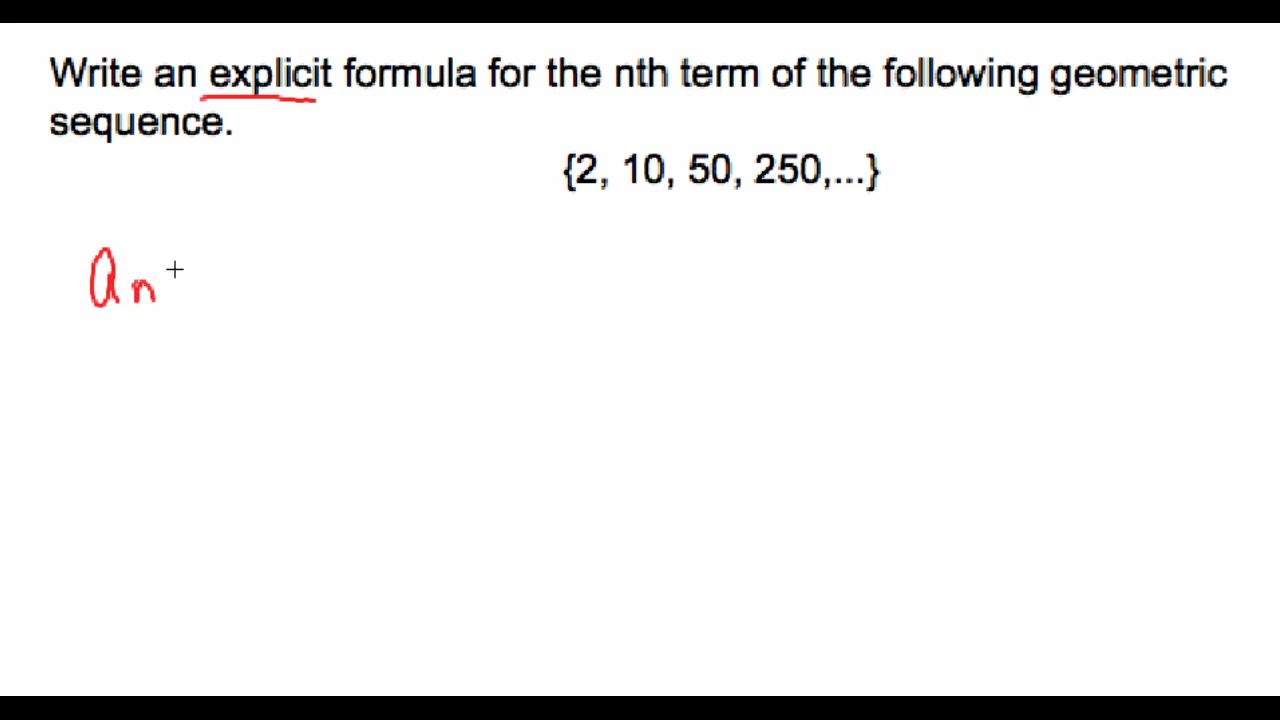 Write an explicit formula for the nth term of the following geometric
sequence.
{2, 10, 50, 250,...}
an